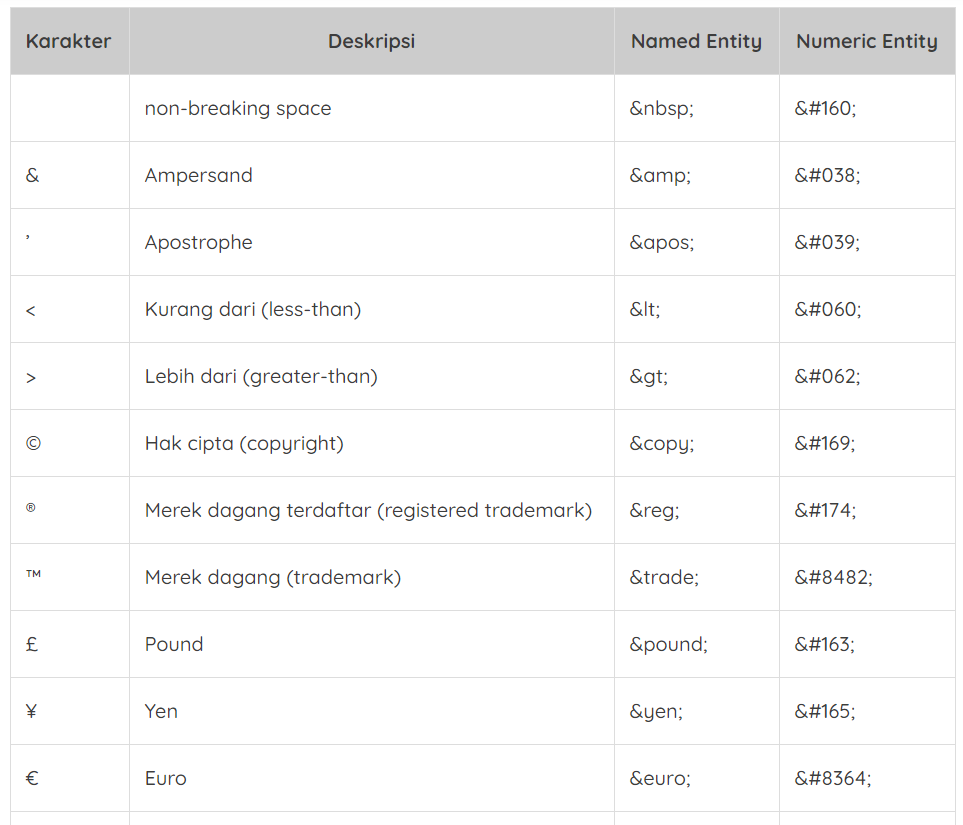 Karakter Deskripsi Named Entity Numeric Entity
non-breaking space &nbsp; &#160;
& Ampersand &amp; &#038;
’ Apostrophe &apos; &#039;
< Kurang dari (less-than) &lt; &#060;
> Lebih dari (greater-than) &gt; &#062;
© Hak cipta (copyright) &copy; &#169;
® Merek dagang terdaftar (registered trademark) &reg; &#174;
™ Merek dagang (trademark) &trade; &#8482;
£ Pound &pound; &#163;
¥ Yen &yen; &#165;
€ Euro &euro; &#8364;